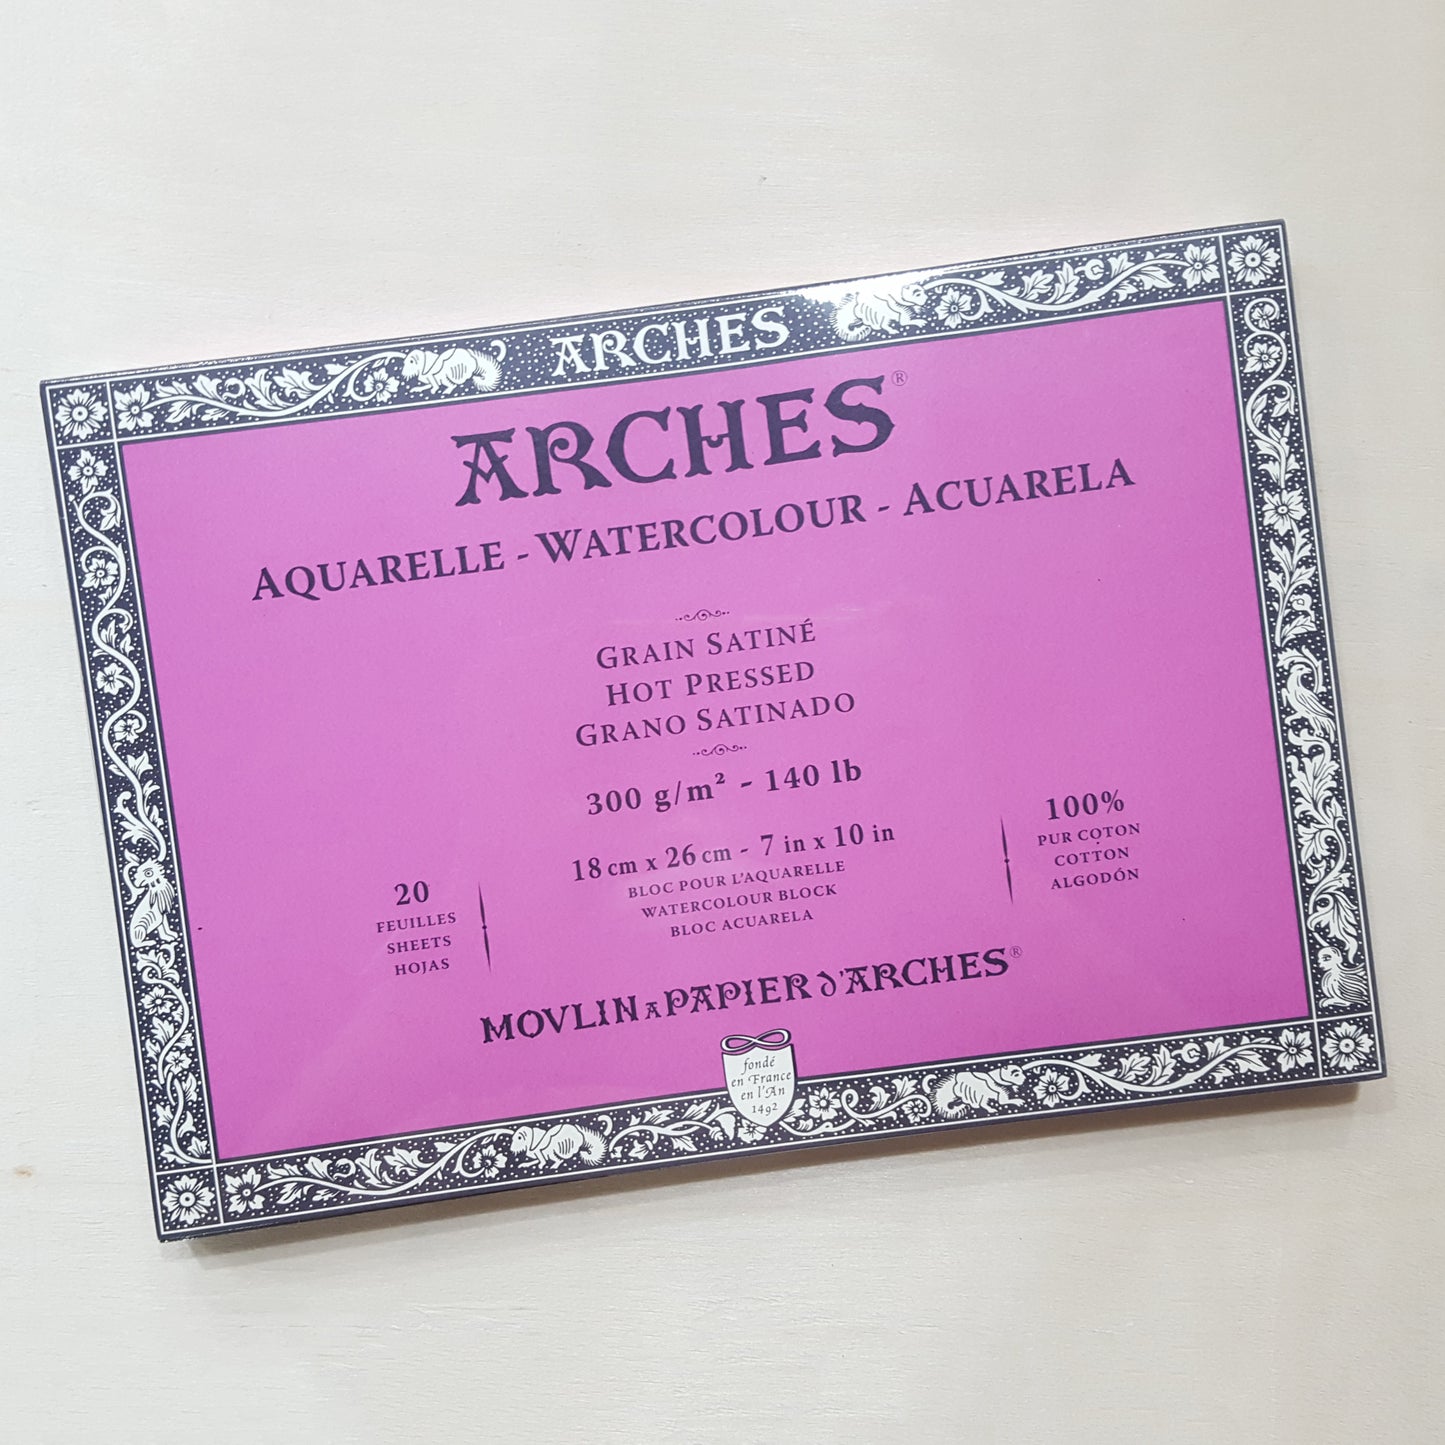 ARCHES
ARCHES®
AQUARELLE - WATERCOLOUR - ACUARELA
GRAIN SATINÉ
HOT PRESSED
GRANO SATINADO
300 g/m² - 140 lb
18 cm x 26 cm - 7 in x 10 in
BLOC POUR L'AQUARELLE
WATERCOLOUR BLOCK
BLOC ACUARELA
20
FEUILLES
SHEETS
HOJAS
100%
PUR COTON
COTTON
ALGODÓN
MOVLIN A PAPIER d'ARCHES®
fondé
en France
en l'An
1492